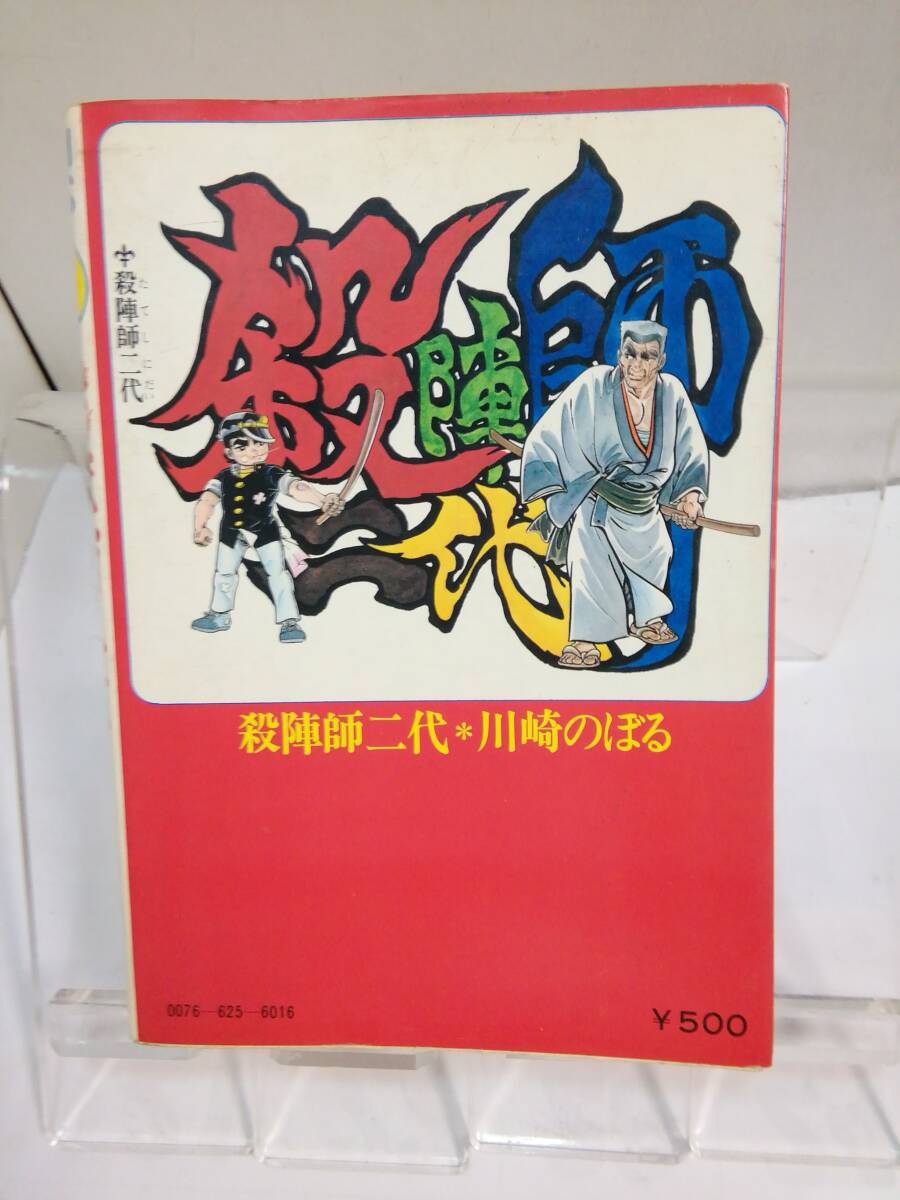 殺陣師二代
たてしにだい
殺陣師二代
殺陣師二代*川崎のぼる
0076-625-6016
¥500